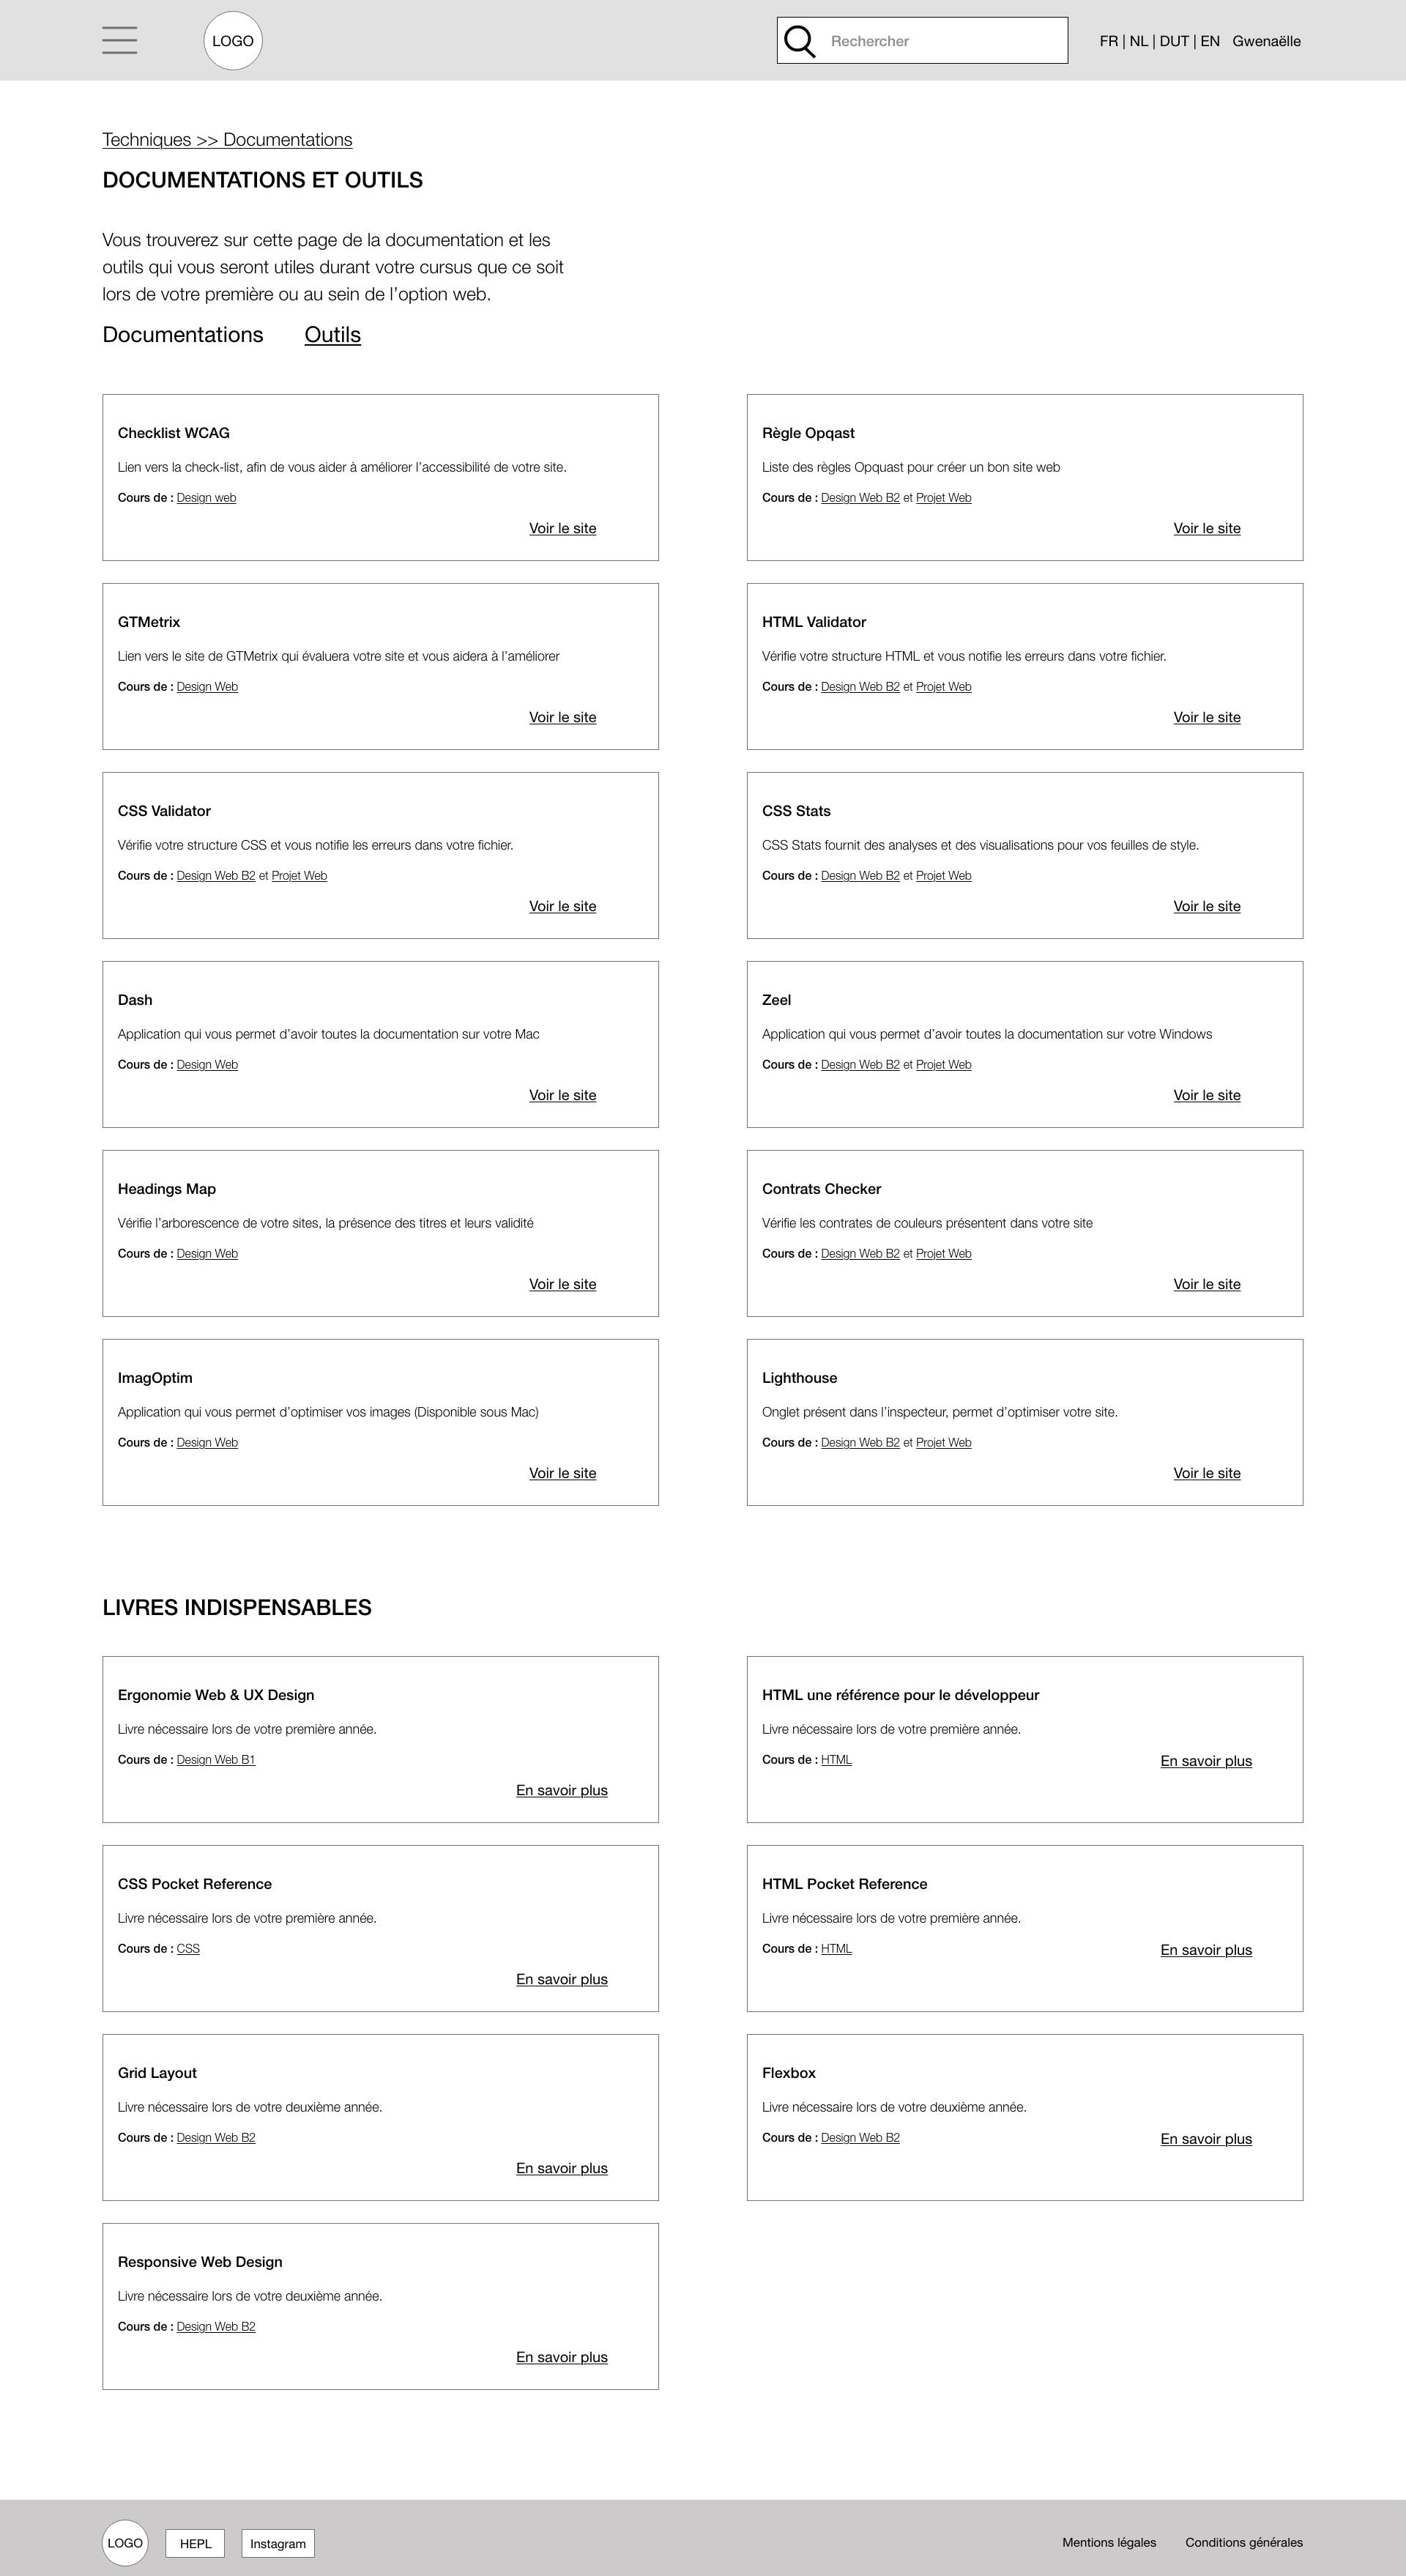 LOGO
Rechercher
FR | NL | DUT | EN Gwenaëlle
Techniques >> Documentations
DOCUMENTATIONS ET OUTILS
Vous trouverez sur cette page de la documentation et les
outils qui vous seront utiles durant votre cursus que ce soit
lors de votre première ou au sein de l’option web.
Documentations Outils
Checklist WCAG
Lien vers la check-list, afin de vous aider à améliorer l’accessibilité de votre site.
Cours de : Design web
Voir le site
Règle Opqast
Liste des règles Opquast pour créer un bon site web
Cours de : Design Web B2 et Projet Web
Voir le site
GTMetrix
Lien vers le site de GTMetrix qui évaluera votre site et vous aidera à l’améliorer
Cours de : Design Web
Voir le site
HTML Validator
Vérifie votre structure HTML et vous notifie les erreurs dans votre fichier.
Cours de : Design Web B2 et Projet Web
Voir le site
CSS Validator
Vérifie votre structure CSS et vous notifie les erreurs dans votre fichier.
Cours de : Design Web B2 et Projet Web
Voir le site
CSS Stats
CSS Stats fournit des analyses et des visualisations pour vos feuilles de style.
Cours de : Design Web B2 et Projet Web
Voir le site
Dash
Application qui vous permet d’avoir toutes la documentation sur votre Mac
Cours de : Design Web
Voir le site
Zeel
Application qui vous permet d’avoir toutes la documentation sur votre Windows
Cours de : Design Web B2 et Projet Web
Voir le site
Headings Map
Vérifie l’arborescence de votre sites, la présence des titres et leurs validité
Cours de : Design Web
Voir le site
Contrats Checker
Vérifie les contrates de couleurs présentent dans votre site
Cours de : Design Web B2 et Projet Web
Voir le site
ImagOptim
Application qui vous permet d’optimiser vos images (Disponible sous Mac)
Cours de : Design Web
Voir le site
Lighthouse
Onglet présent dans l’inspecteur, permet d’optimiser votre site.
Cours de : Design Web B2 et Projet Web
Voir le site
LIVRES INDISPENSABLES
Ergonomie Web & UX Design
Livre nécessaire lors de votre première année.
Cours de : Design Web B1
En savoir plus
HTML une référence pour le développeur
Livre nécessaire lors de votre première année.
Cours de : HTML
En savoir plus
CSS Pocket Reference
Livre nécessaire lors de votre première année.
Cours de : CSS
En savoir plus
HTML Pocket Reference
Livre nécessaire lors de votre première année.
Cours de : HTML
En savoir plus
Grid Layout
Livre nécessaire lors de votre deuxième année.
Cours de : Design Web B2
En savoir plus
Flexbox
Livre nécessaire lors de votre deuxième année.
Cours de : Design Web B2
En savoir plus
Responsive Web Design
Livre nécessaire lors de votre deuxième année.
Cours de : Design Web B2
En savoir plus
LOGO
HEPL
Instagram
Mentions légales
Conditions générales